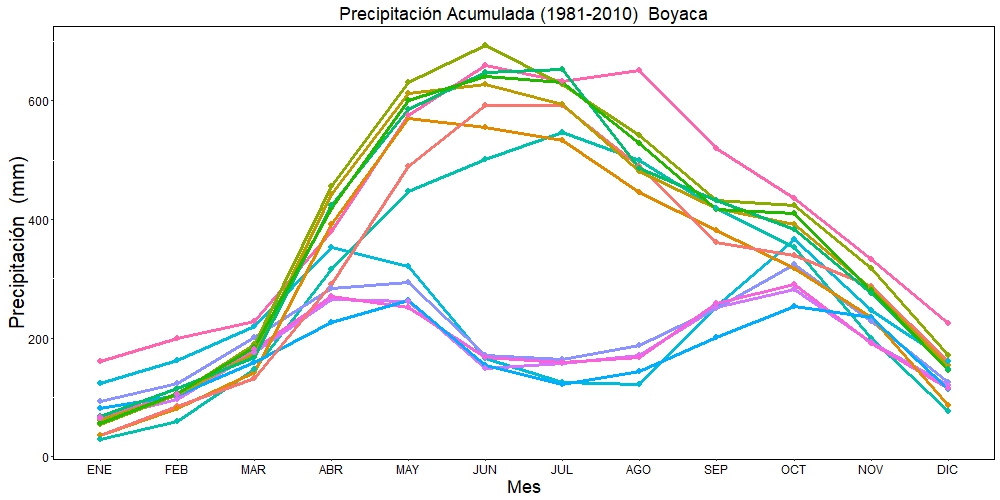 Precipitación Acumulada (1981-2010)  Boyaca
Precipitación  (mm)
600
400
200
0
ENE FEB MAR ABR MAY JUN JUL AGO SEP OCT NOV DIC
Mes